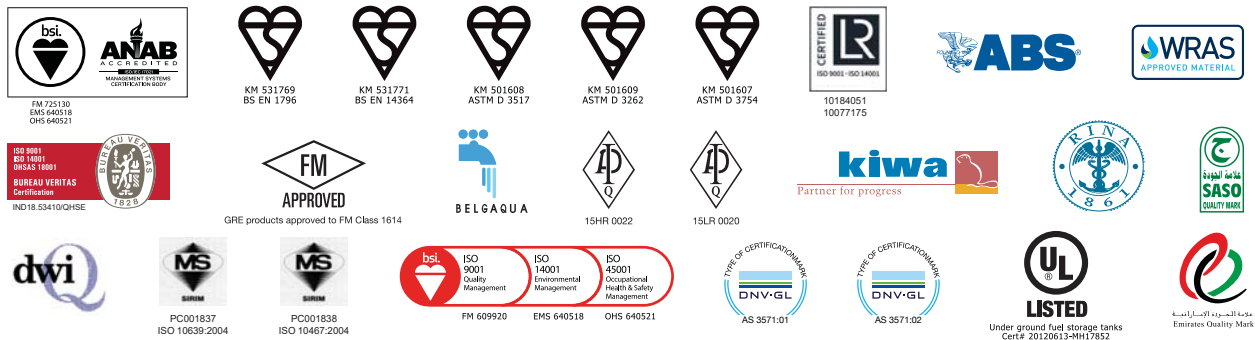 bsi.
ANAB
ACCREDITED
MANAGEMENT SYSTEMS
CERTIFICATION BODY
FM 725130
EMS 640518
OHS 640521
KM 531769
BS EN 1796
KM 531771
BS EN 14364
KM 501608
ASTM D 3517
KM 501609
ASTM D 3262
KM 501607
ASTM D 3754
CERTIFIED
LR
ISO 9001 · ISO 14001
10184051
10077175
ABS
WRAS
APPROVED MATERIAL
ISO 9001
ISO 14001
OHSAS 18001
BUREAU VERITAS
Certification
BUREAU VERITAS
1828
IND18.53410/QHSE
FM
APPROVED
GRE products approved to FM Class 1614
BELGAQUA
API
Q
15HR 0022
API
Q
15LR 0020
kiwa
Partner for progress
RINA
1861
علامة الجودة
SASO
QUALITY MARK
dwi
Q
MS
SIRIM
PC001837
ISO 10639:2004
MS
SIRIM
PC001838
ISO 10467:2004
bsi.
ISO
9001
Quality
Management
ISO
14001
Environmental
Management
ISO
45001
Occupational
Health & Safety
Management
FM 609920
EMS 640518
OHS 640521
TYPE OF CERTIFICATIONMARK
DNV·GL
AS 3571:01
TYPE OF CERTIFICATIONMARK
DNV·GL
AS 3571:02
UL
®
LISTED
Under ground fuel storage tanks
Cert# 20120613-MH17852
علامة الجودة الإماراتية
Emirates Quality Mark